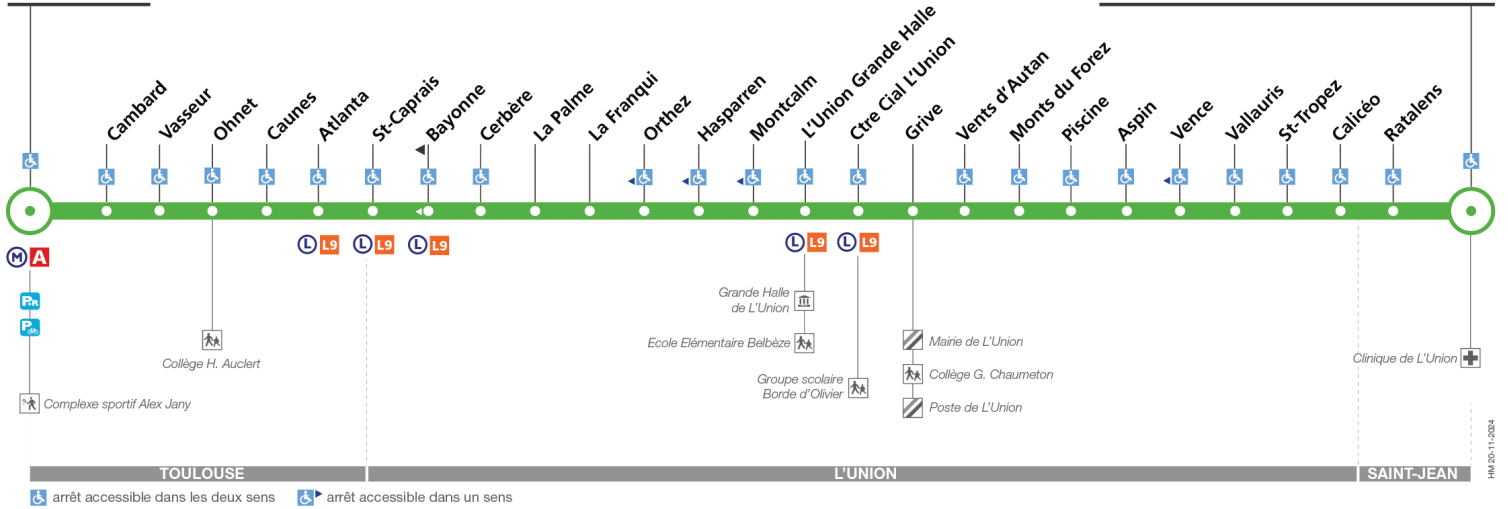 Cambard
Vasseur
Ohnet
Caunes
Atlanta
St-Caprais
Bayonne
Cerbère
La Palme
La Franqui
Orthez
Hasparren
Montcalm
L'Union Grande Halle
Ctre Cial L'Union
Grive
Vents d'Autan
Monts du Forez
Piscine
Aspin
Vence
Vallauris
St-Tropez
Calicéo
Ratalens
M A
L L9
L L9
L L9
L L9
L L9
P+R
P
Grande Halle
de L'Union
Ecole Elémentaire Belbèze
Groupe scolaire
Borde d'Olivier
Mairie de L'Union
Collège G. Chaumeton
Poste de L'Union
Collège H. Auclert
Complexe sportif Alex Jany
Clinique de L'Union
HM 20-11-2024
TOULOUSE
L'UNION
SAINT-JEAN
arrêt accessible dans les deux sens
arrêt accessible dans un sens